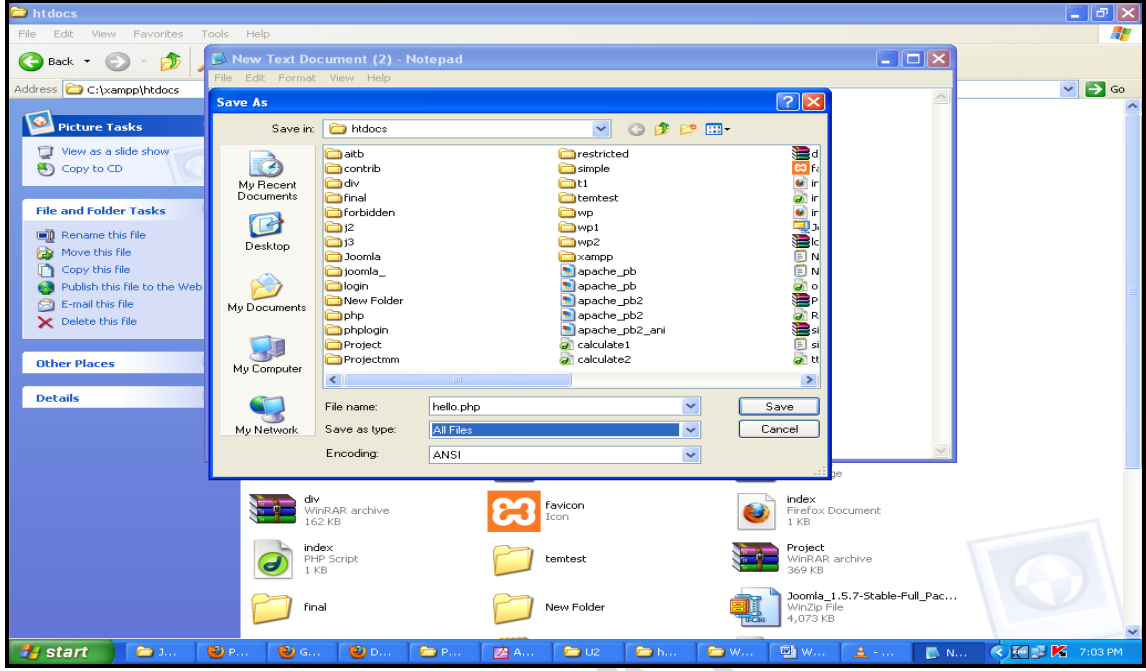 htdocs
File Edit View Favorites Tools Help
Back
Address C:\xampp\htdocs
Go
New Text Document (2) - Notepad
File Edit Format View Help
Save As
Save in: htdocs
Picture Tasks
View as a slide show
Copy to CD
File and Folder Tasks
Rename this file
Move this file
Copy this file
Publish this file to the Web
E-mail this file
Delete this file
Other Places
Details
My Recent
Documents
Desktop
My Documents
My Computer
My Network
aitb
contrib
div
final
forbidden
j2
j3
Joomla
joomla_
login
New Folder
php
phplogin
Project
Projectmm
restricted
simple
t1
temtest
wp
wp1
wp2
xampp
apache_pb
apache_pb
apache_pb2
apache_pb2
apache_pb2_ani
calculate1
calculate2
File name: hello.php
Save
Save as type: All Files
Cancel
Encoding: ANSI
div
WinRAR archive
162 KB
favicon
Icon
index
Firefox Document
1 KB
index
PHP Script
1 KB
temtest
Project
WinRAR archive
369 KB
final
New Folder
Joomla_1.5.7-Stable-Full_Pac...
WinZip File
4,073 KB
start J... P... G... D... P... A... U2 h... W... W... - ... N... 7:03 PM